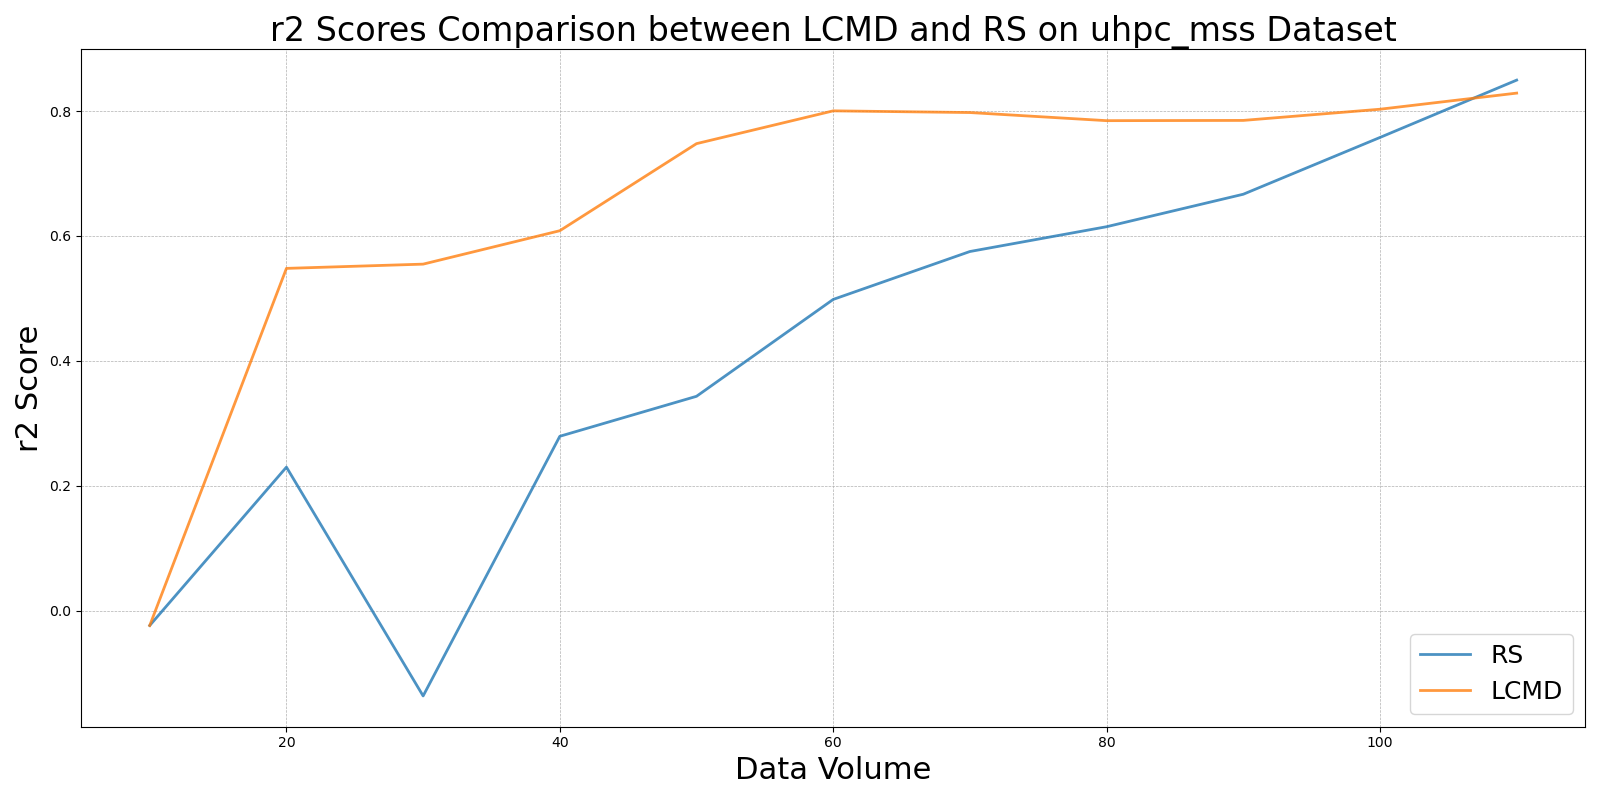 r2 Scores Comparison between LCMD and RS on uhpc_mss Dataset
r2 Score
0.8
0.6
0.4
0.2
0.0
20 40 60 80 100
Data Volume
RS
LCMD